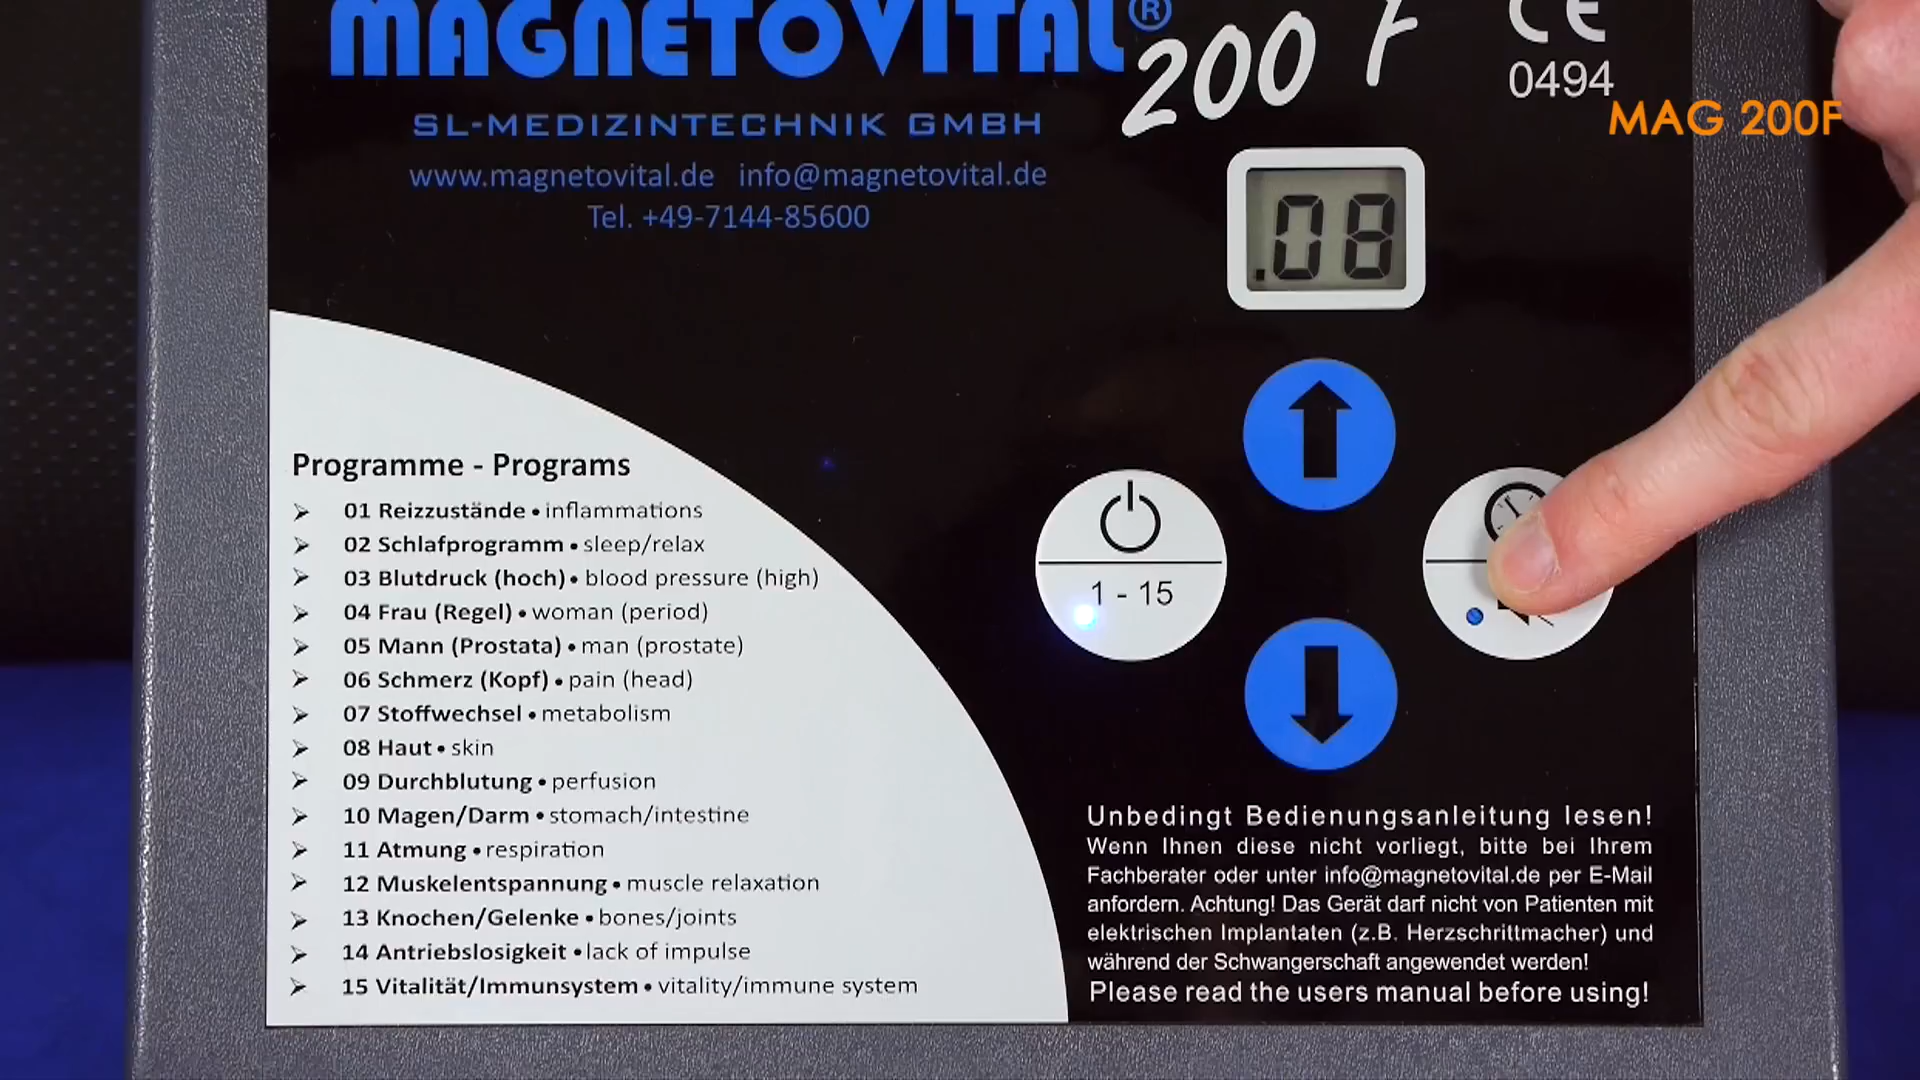 MAGNETOVITAL®
200 F
CE
0494
MAG 200F
SL-MEDIZINTECHNIK GMBH
www.magnetovital.de info@magnetovital.de
Tel. +49-7144-85600
.08
1 - 15
Programme - Programs
➢ 01 Reizzustände • inflammations
➢ 02 Schlafprogramm • sleep/relax
➢ 03 Blutdruck (hoch) • blood pressure (high)
➢ 04 Frau (Regel) • woman (period)
➢ 05 Mann (Prostata) • man (prostate)
➢ 06 Schmerz (Kopf) • pain (head)
➢ 07 Stoffwechsel • metabolism
➢ 08 Haut • skin
➢ 09 Durchblutung • perfusion
➢ 10 Magen/Darm • stomach/intestine
➢ 11 Atmung • respiration
➢ 12 Muskelentspannung • muscle relaxation
➢ 13 Knochen/Gelenke • bones/joints
➢ 14 Antriebslosigkeit • lack of impulse
➢ 15 Vitalität/Immunsystem • vitality/immune system
Unbedingt Bedienungsanleitung lesen!
Wenn Ihnen diese nicht vorliegt, bitte bei Ihrem
Fachberater oder unter info@magnetovital.de per E-Mail
anfordern. Achtung! Das Gerät darf nicht von Patienten mit
elektrischen Implantaten (z.B. Herzschrittmacher) und
während der Schwangerschaft angewendet werden!
Please read the users manual before using!